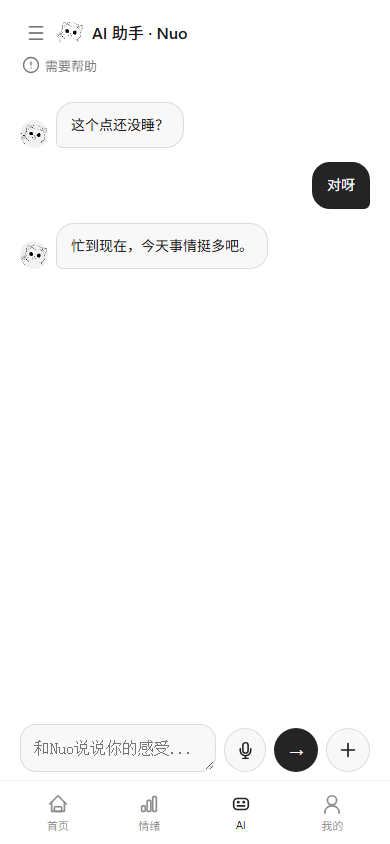 AI 助手 · Nuo
需要帮助
这个点还没睡？
对呀
忙到现在，今天事情挺多吧。
和Nuo说说你的感受...
首页
情绪
AI
我的